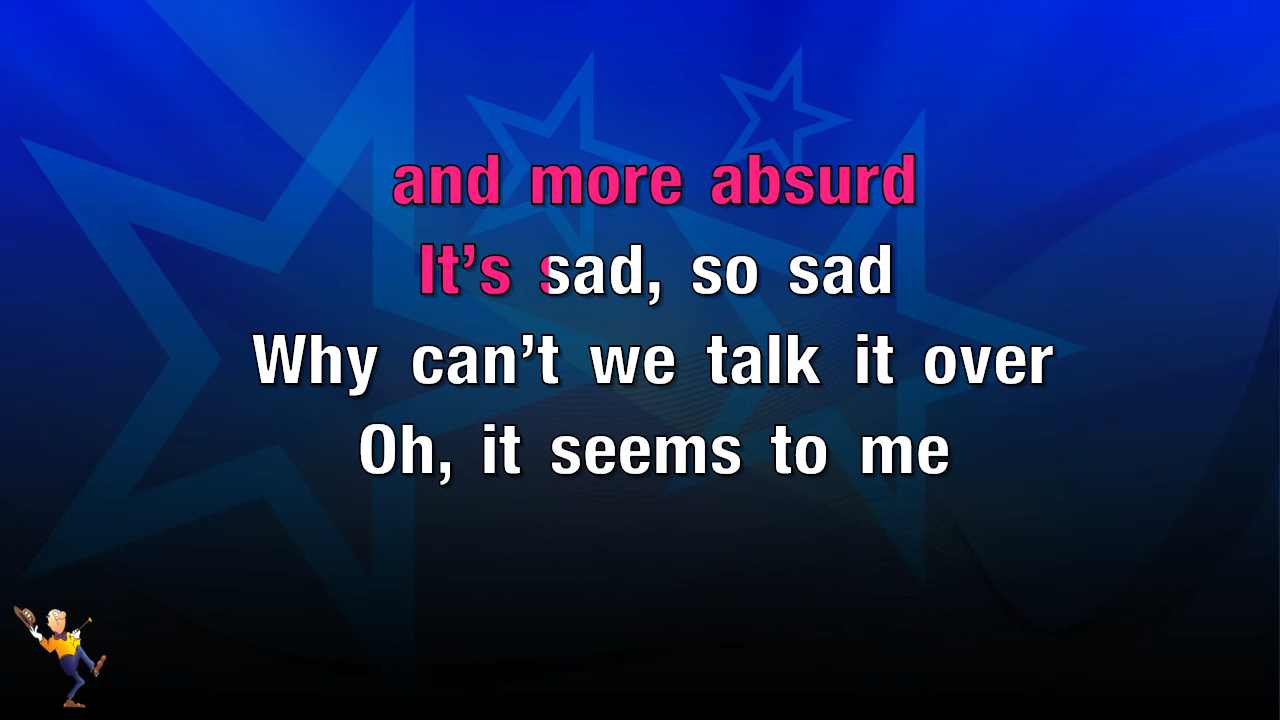 and more absurd
It’s sad, so sad
Why can’t we talk it over
Oh, it seems to me